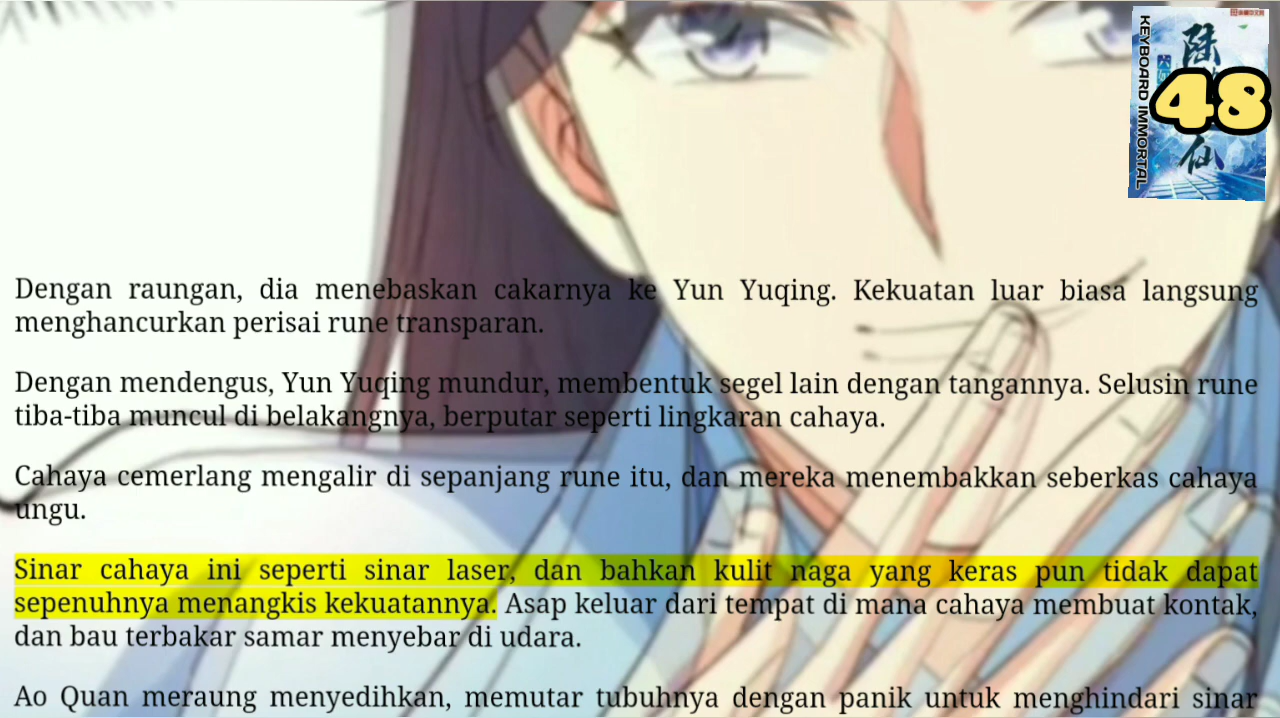 KEYBOARD IMMORTAL
48
仙
Dengan raungan, dia menebaskan cakarnya ke Yun Yuqing. Kekuatan luar biasa langsung
menghancurkan perisai rune transparan.
Dengan mendengus, Yun Yuqing mundur, membentuk segel lain dengan tangannya. Selusin rune
tiba-tiba muncul di belakangnya, berputar seperti lingkaran cahaya.
Cahaya cemerlang mengalir di sepanjang rune itu, dan mereka menembakkan seberkas cahaya
ungu.
Sinar cahaya ini seperti sinar laser, dan bahkan kulit naga yang keras pun tidak dapat
sepenuhnya menangkis kekuatannya. Asap keluar dari tempat di mana cahaya membuat kontak,
dan bau terbakar samar menyebar di udara.
Ao Quan meraung menyedihkan, memutar tubuhnya dengan panik untuk menghindari sinar